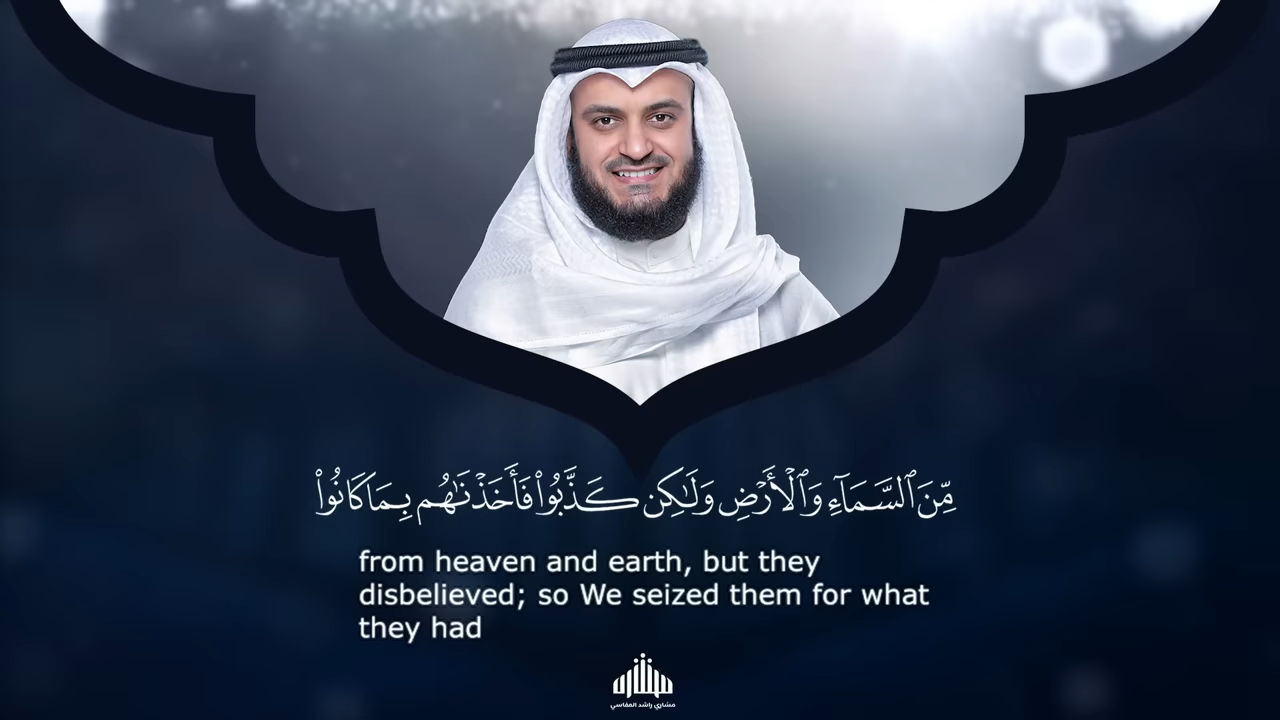 مِّنَ ٱلسَّمَآءِ وَٱلْأَرْضِ وَلَٰكِن كَذَّبُوا۟ فَأَخَذْنَٰهُم بِمَا كَانُوا۟
from heaven and earth, but they
disbelieved; so We seized them for what
they had
مشاري راشد العفاسي